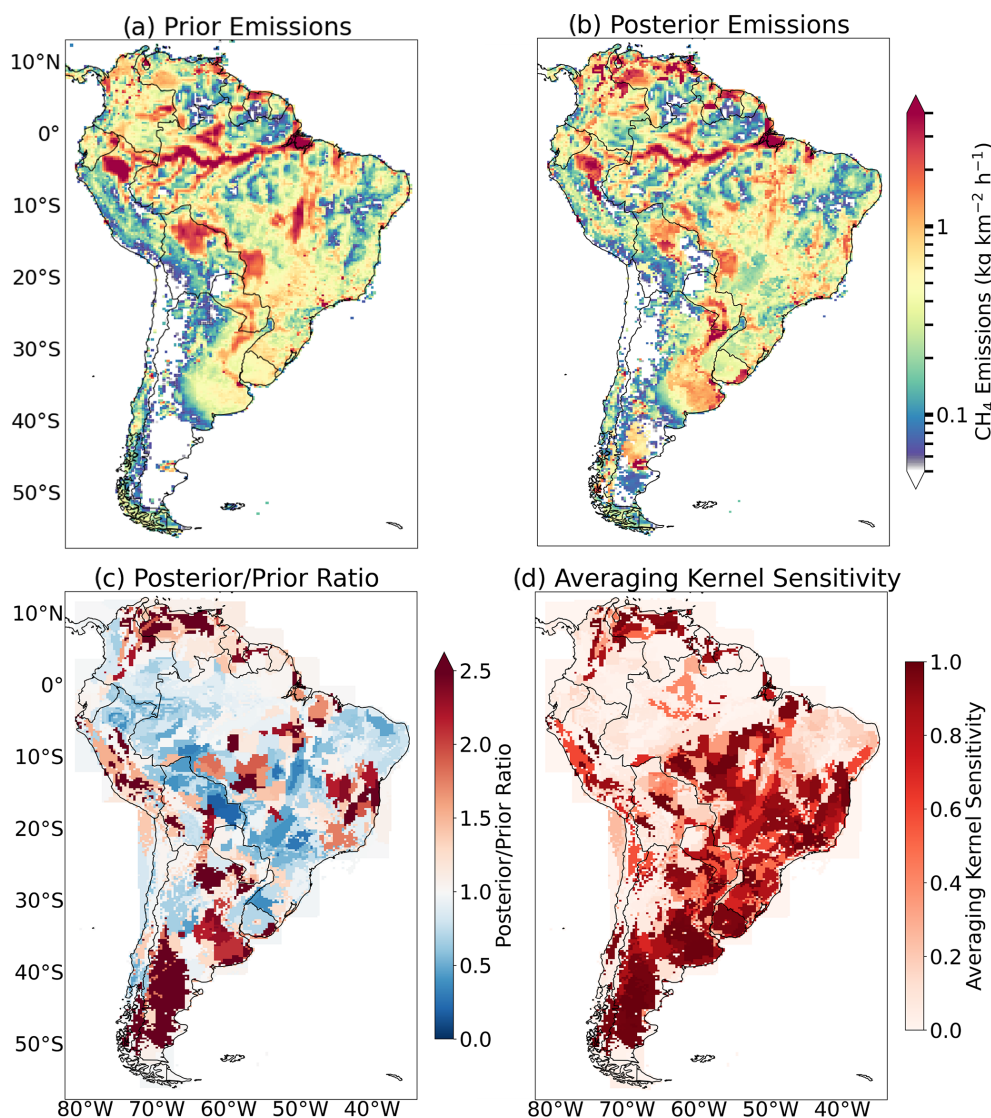 (a) Prior Emissions
(b) Posterior Emissions
10°N
0°
10°S
20°S
30°S
40°S
50°S
1
0.1
CH₄ Emissions (kg km⁻² h⁻¹)
(c) Posterior/Prior Ratio
(d) Averaging Kernel Sensitivity
10°N
0°
10°S
20°S
30°S
40°S
50°S
80°W 70°W 60°W 50°W 40°W
2.5
2.0
1.5
1.0
0.5
0.0
Posterior/Prior Ratio
80°W 70°W 60°W 50°W 40°W
1.0
0.8
0.6
0.4
0.2
0.0
Averaging Kernel Sensitivity